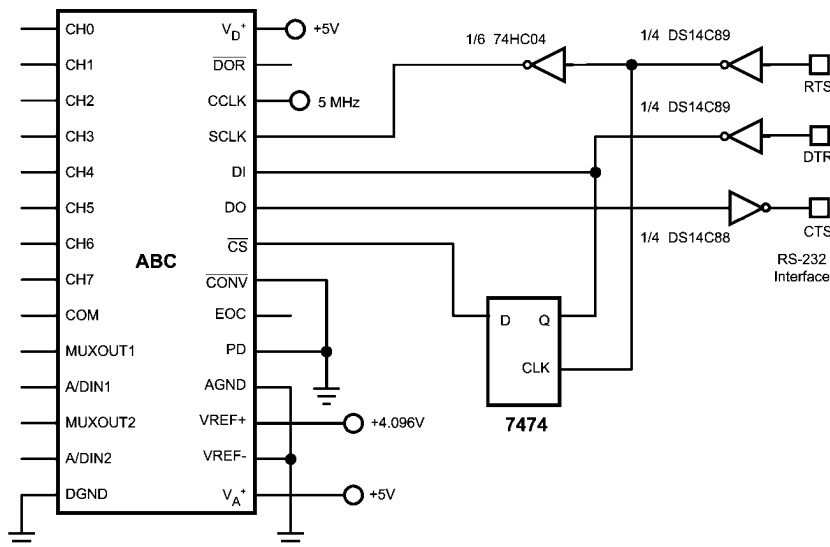 CH0
CH1
CH2
CH3
CH4
CH5
CH6
CH7
COM
MUXOUT1
A/DIN1
MUXOUT2
A/DIN2
DGND
ABC
VD+
DOR
CCLK
SCLK
DI
DO
CS
CONV
EOC
PD
AGND
VREF+
VREF-
VA+
+5V
5 MHz
+4.096V
+5V
1/6 74HC04
1/4 DS14C89
RTS
1/4 DS14C89
DTR
1/4 DS14C88
CTS
RS-232
Interface
D Q
CLK
7474